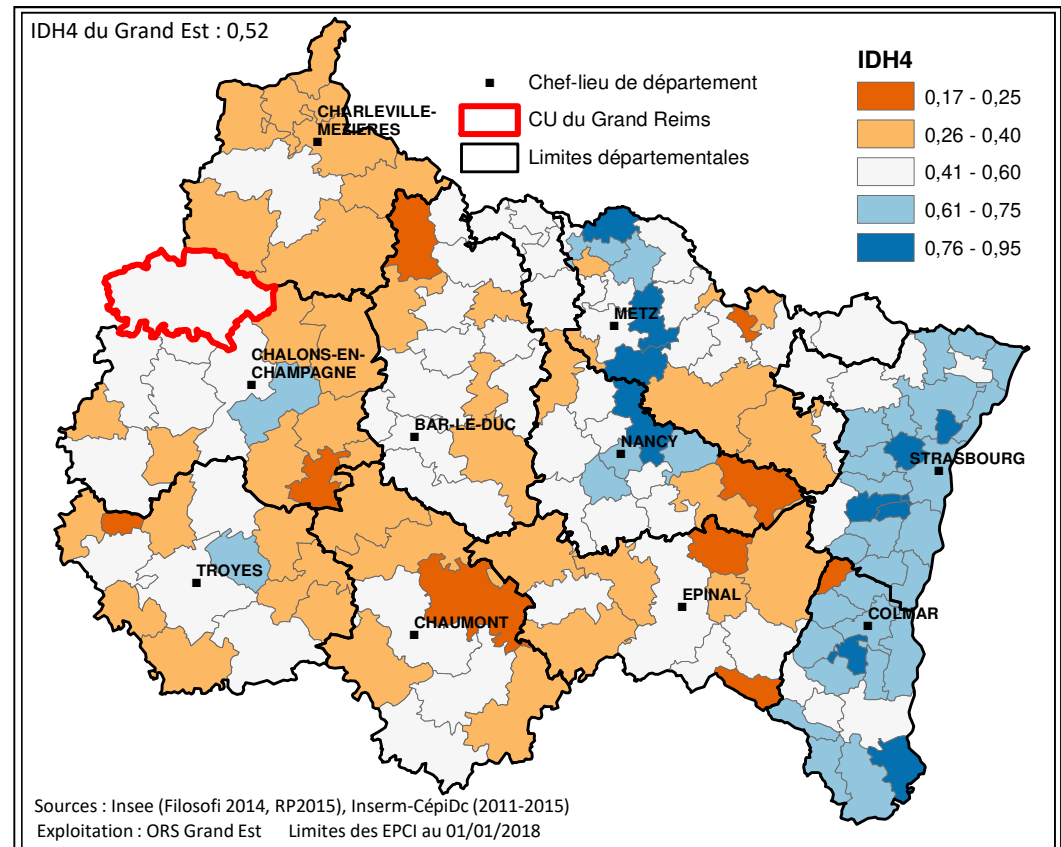 IDH4 du Grand Est : 0,52
IDH4
Chef-lieu de département
CU du Grand Reims
Limites départementales
0,17 - 0,25
0,26 - 0,40
0,41 - 0,60
0,61 - 0,75
0,76 - 0,95
CHARLEVILLE-
MEZIERES
METZ
CHALONS-EN-
CHAMPAGNE
BAR-LE-DUC
NANCY
STRASBOURG
TROYES
CHAUMONT
EPINAL
COLMAR
Sources : Insee (Filosofi 2014, RP2015), Inserm-CépiDc (2011-2015)
Exploitation : ORS Grand Est Limites des EPCI au 01/01/2018